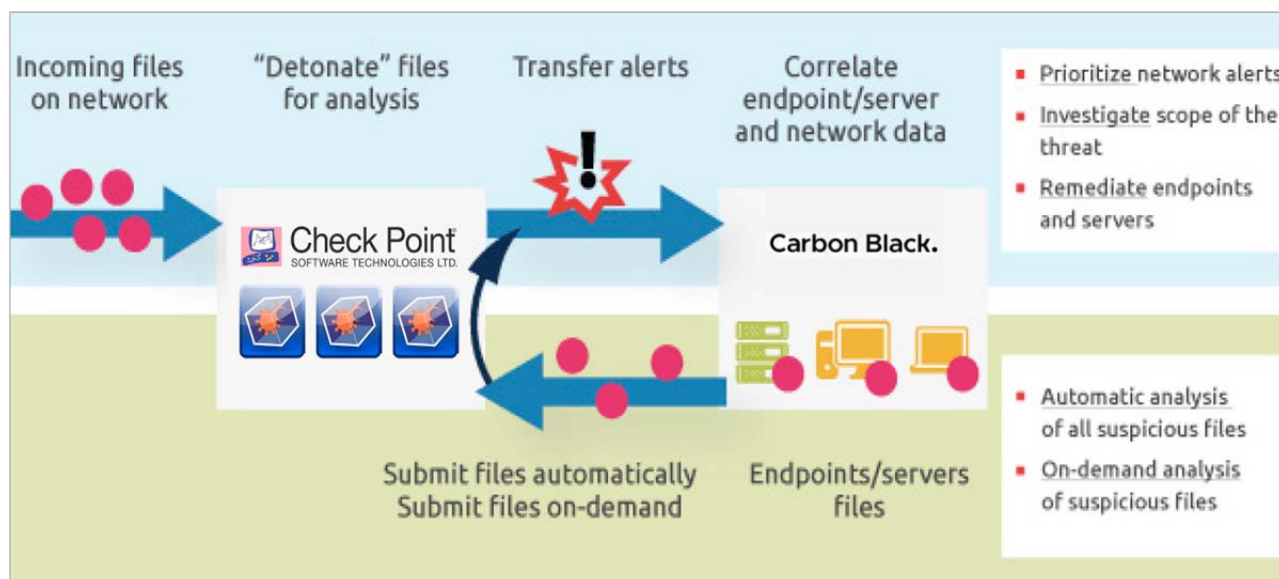 Incoming files
on network
“Detonate” files
for analysis
Transfer alerts
Correlate
endpoint/server
and network data
Prioritize network alerts
Investigate scope of the
threat
Remediate endpoints
and servers
!
Check Point
SOFTWARE TECHNOLOGIES LTD.
Carbon Black.
Submit files automatically
Submit files on-demand
Endpoints/servers
files
Automatic analysis
of all suspicious files
On-demand analysis
of suspicious files